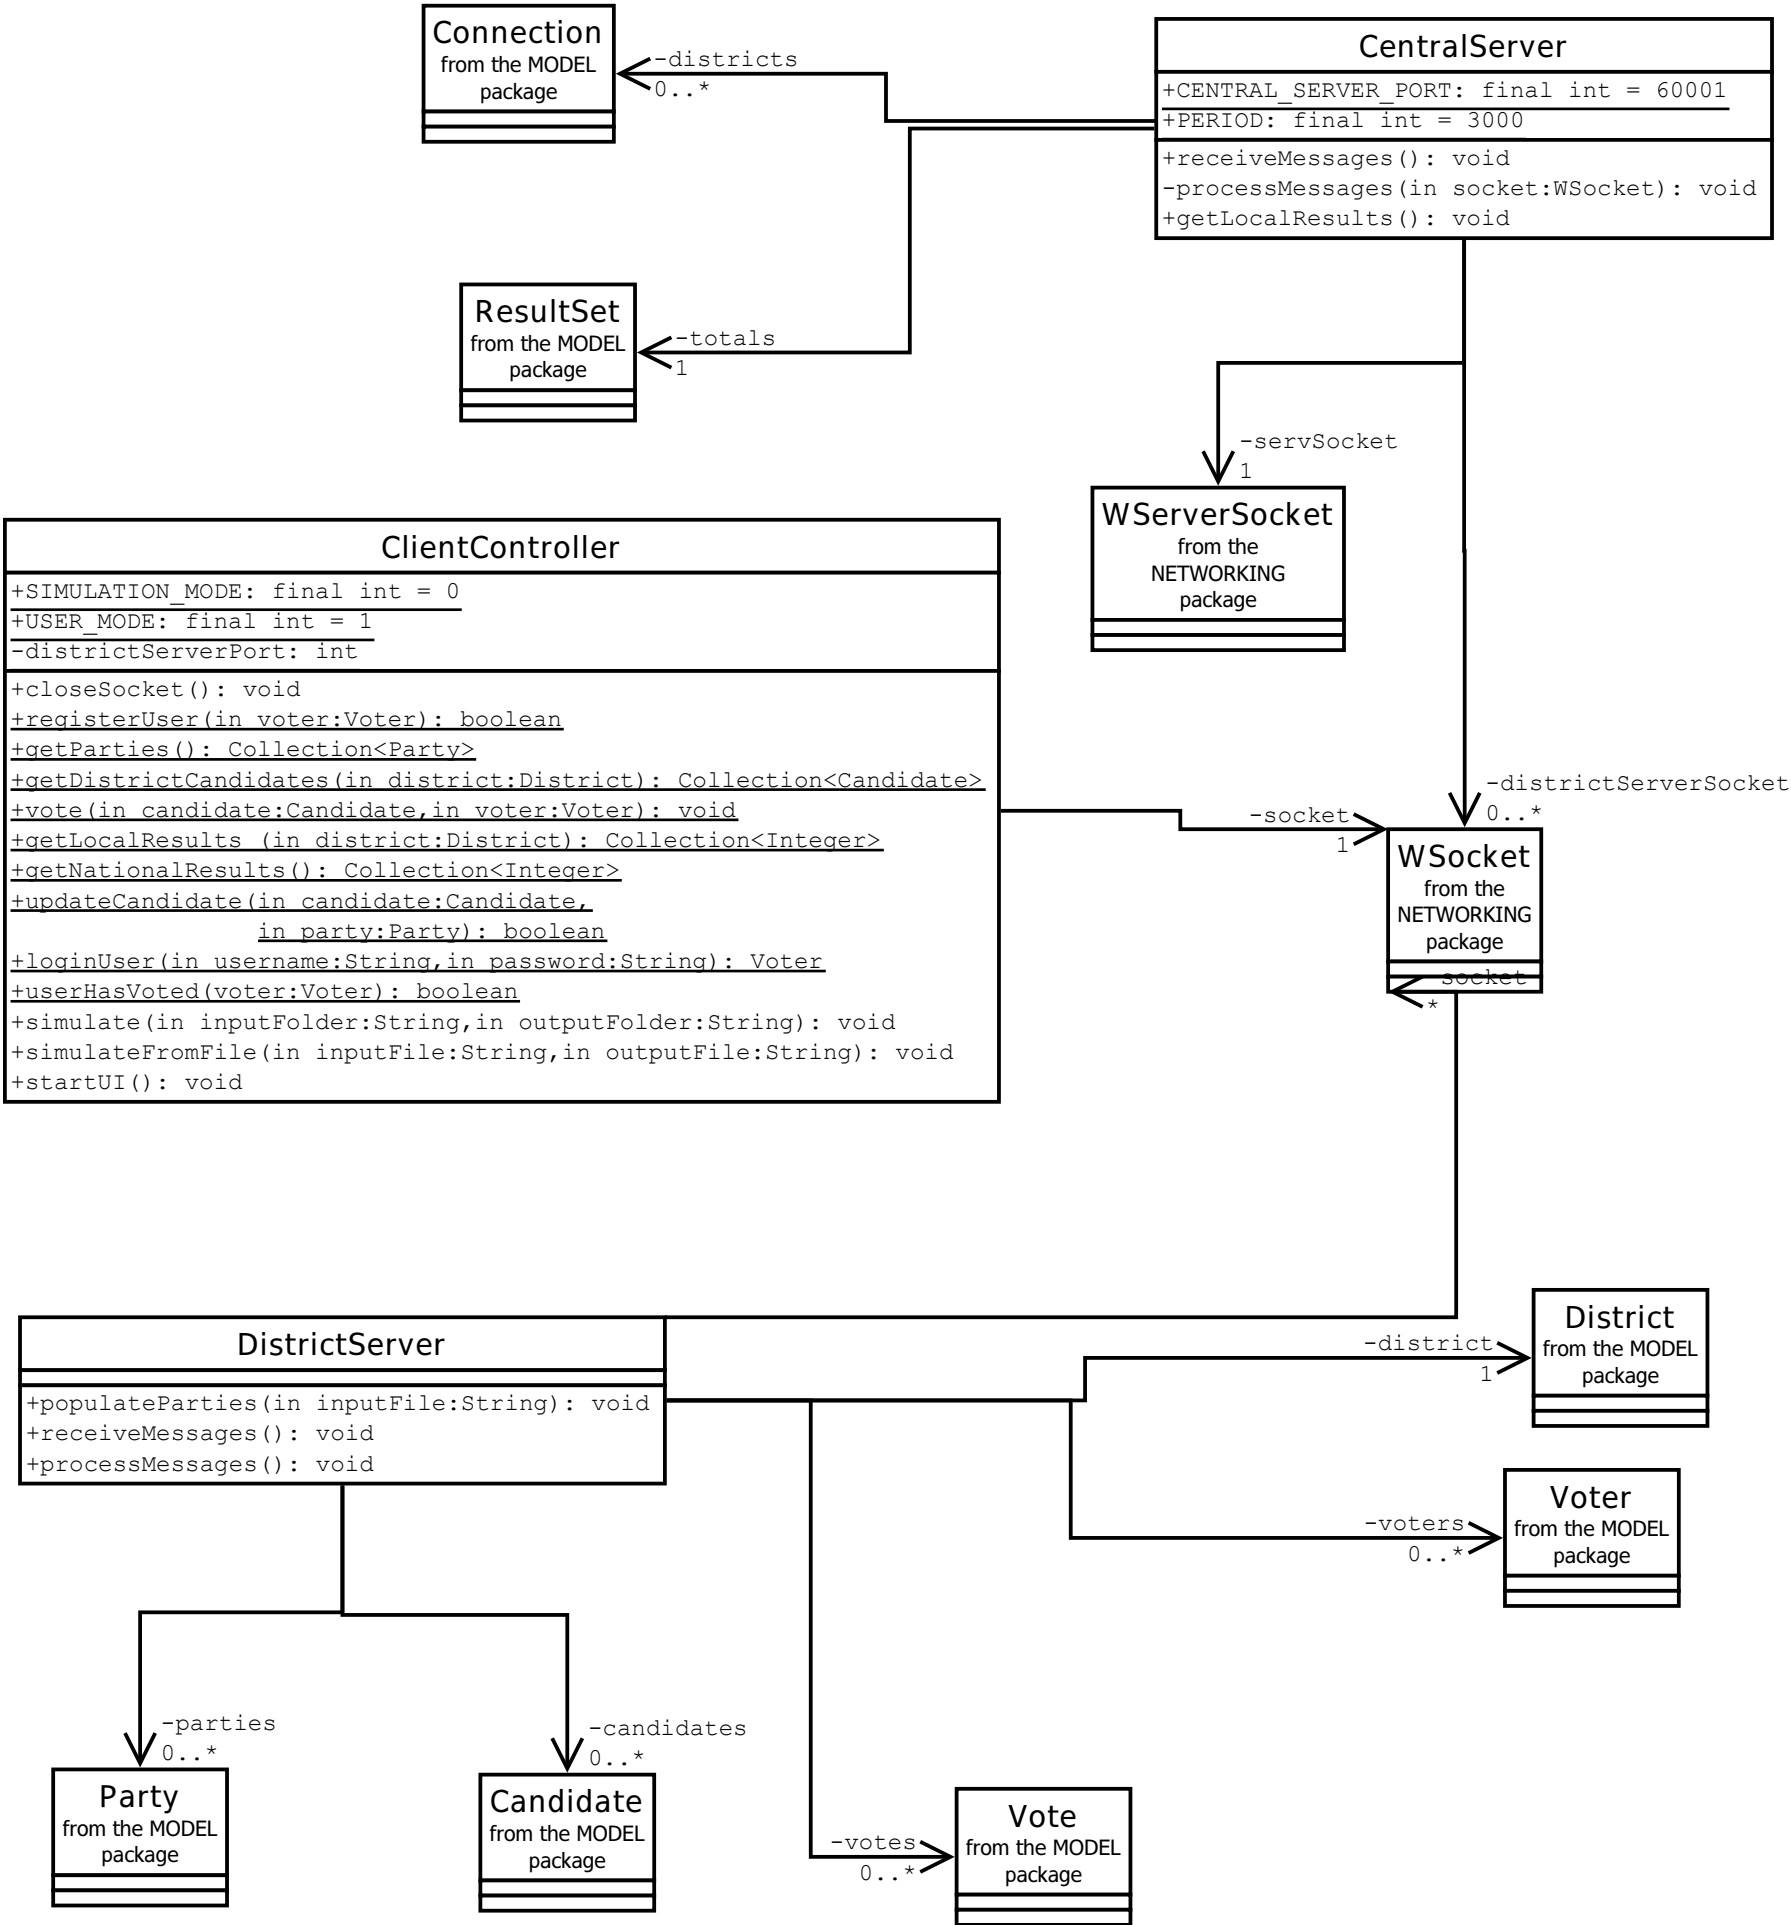 Connection
from the MODEL
package
-districts
0..*
CentralServer
+CENTRAL_SERVER_PORT: final int = 60001
+PERIOD: final int = 3000
+receiveMessages(): void
-processMessages(in socket:WSocket): void
+getLocalResults(): void
ResultSet
from the MODEL
package
-totals
1
-servSocket
1
WServerSocket
from the
NETWORKING
package
ClientController
+SIMULATION_MODE: final int = 0
+USER_MODE: final int = 1
-districtServerPort: int
+closeSocket(): void
+registerUser(in voter:Voter): boolean
+getParties(): Collection<Party>
+getDistrictCandidates(in district:District): Collection<Candidate>
+vote(in candidate:Candidate,in voter:Voter): void
+getLocalResults (in district:District): Collection<Integer>
+getNationalResults(): Collection<Integer>
+updateCandidate(in candidate:Candidate,
in party:Party): boolean
+loginUser(in username:String,in password:String): Voter
+userHasVoted(voter:Voter): boolean
+simulate(in inputFolder:String,in outputFolder:String): void
+simulateFromFile(in inputFile:String,in outputFile:String): void
+startUI(): void
-socket
1
-districtServerSocket
0..*
WSocket
from the
NETWORKING
package
-socket
*
DistrictServer
+populateParties(in inputFile:String): void
+receiveMessages(): void
+processMessages(): void
-district
1
District
from the MODEL
package
-voters
0..*
Voter
from the MODEL
package
-parties
0..*
Party
from the MODEL
package
-candidates
0..*
Candidate
from the MODEL
package
-votes
0..*
Vote
from the MODEL
package